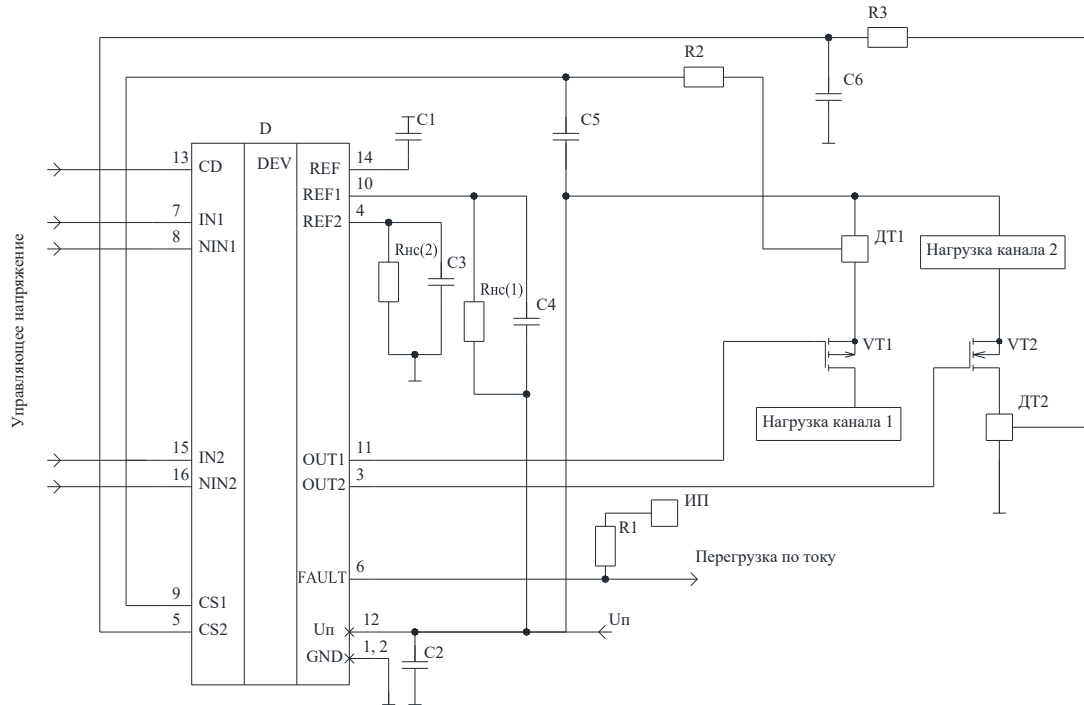 R3
R2
C6
C5
D
C1
DEV
13
CD
REF
14
7
IN1
REF1
10
8
NIN1
REF2
4
Rнс(2)
C3
Rнс(1)
C4
ДТ1
Нагрузка канала 2
VT1
VT2
ДТ2
Нагрузка канала 1
Управляющее напряжение
15
IN2
OUT1
11
16
NIN2
OUT2
3
ИП
R1
Перегрузка по току
FAULT
6
9
CS1
5
CS2
Uп
12
Uп
GND
1, 2
C2